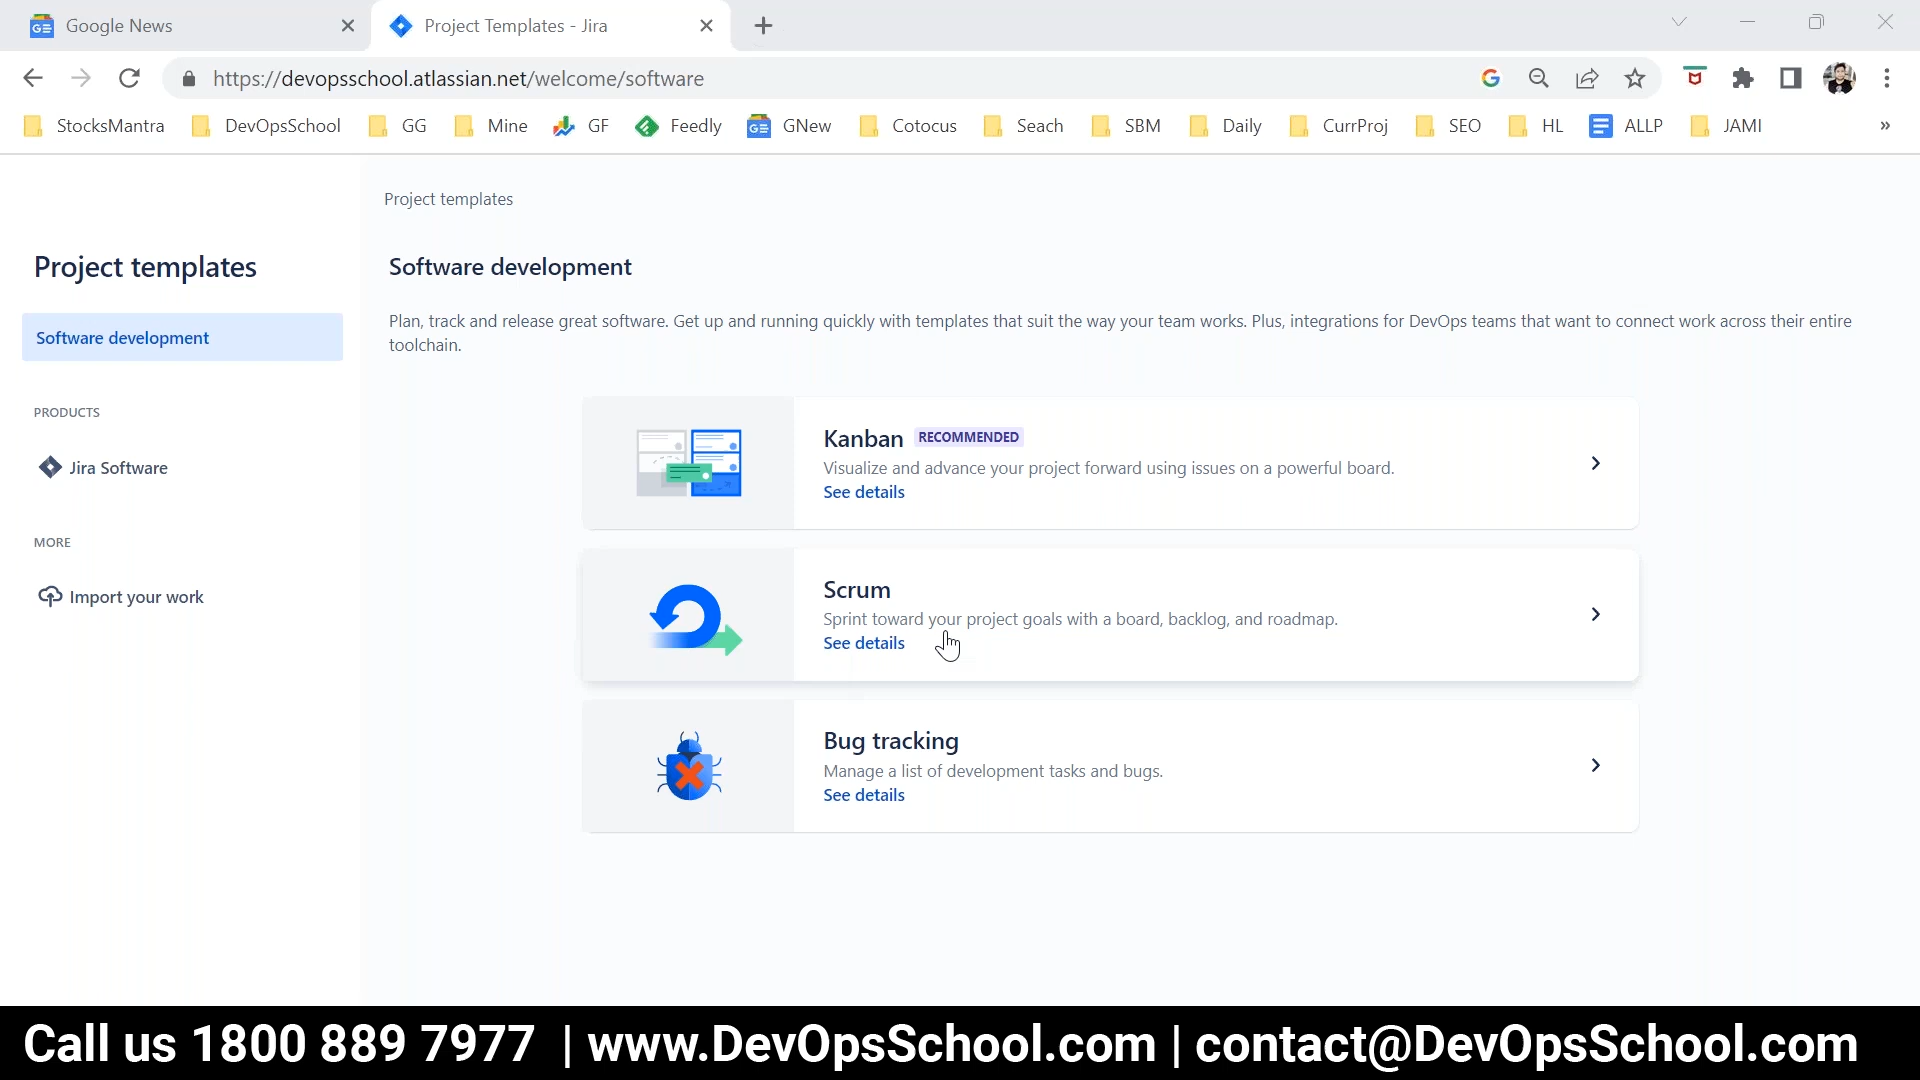 Google News
Project Templates - Jira
https://devopsschool.atlassian.net/welcome/software
StocksMantra
DevOpsSchool
GG
Mine
GF
Feedly
GNew
Cotocus
Seach
SBM
Daily
CurrProj
SEO
HL
ALLP
JAMI
Project templates
Software development
PRODUCTS
Jira Software
MORE
Import your work
Project templates
Software development
Plan, track and release great software. Get up and running quickly with templates that suit the way your team works. Plus, integrations for DevOps teams that want to connect work across their entire
toolchain.
Kanban RECOMMENDED
Visualize and advance your project forward using issues on a powerful board.
See details
Scrum
Sprint toward your project goals with a board, backlog, and roadmap.
See details
Bug tracking
Manage a list of development tasks and bugs.
See details
Call us 1800 889 7977 | www.DevOpsSchool.com | contact@DevOpsSchool.com